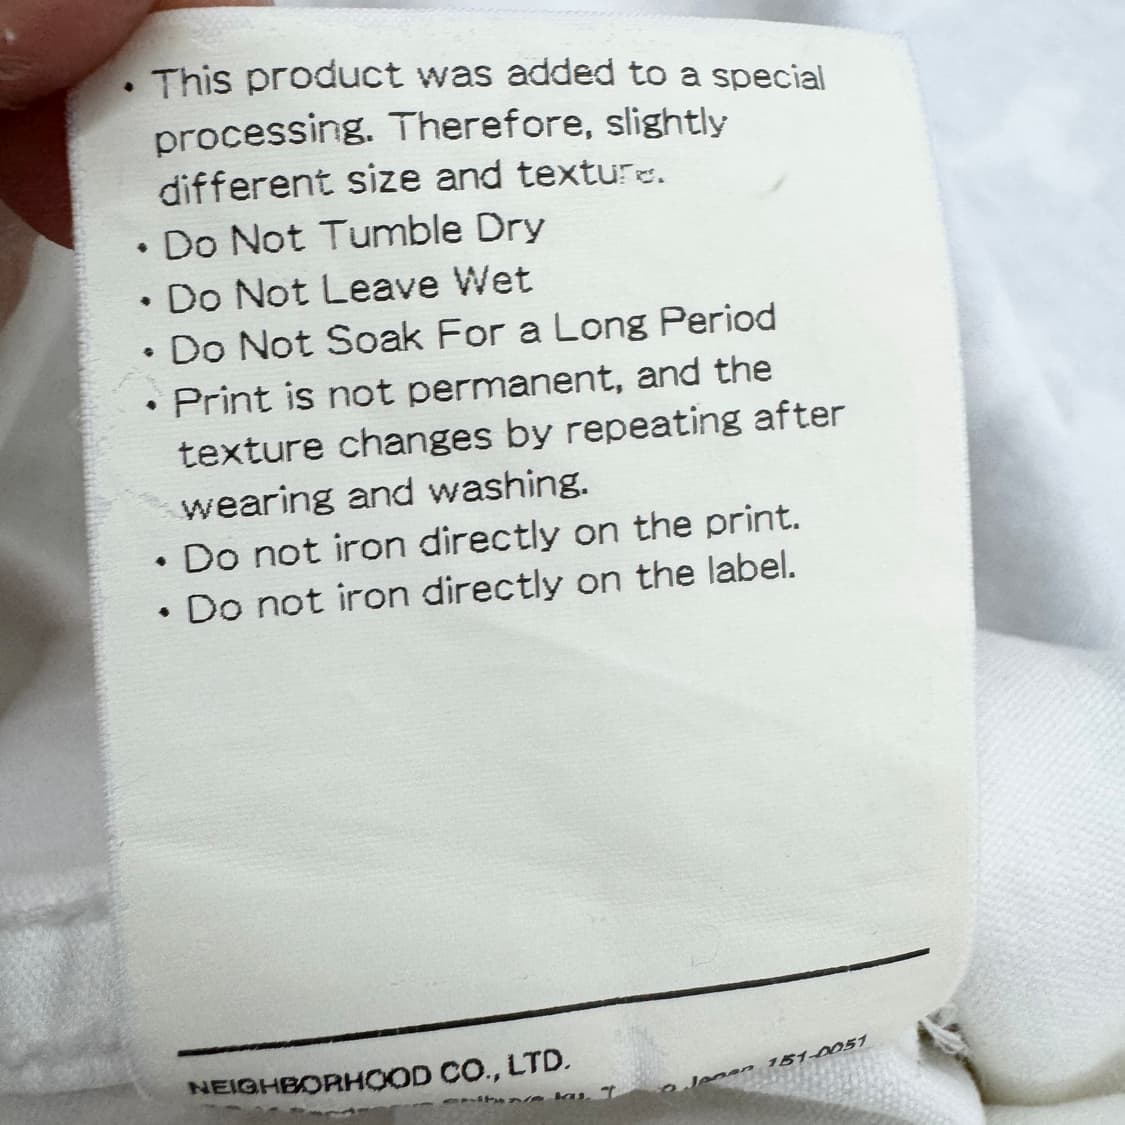 • This product was added to a special
processing. Therefore, slightly
different size and texture.
• Do Not Tumble Dry
• Do Not Leave Wet
• Do Not Soak For a Long Period
• Print is not permanent, and the
texture changes by repeating after
wearing and washing.
• Do not iron directly on the print.
• Do not iron directly on the label.
NEIGHBORHOOD CO., LTD.
Japan 151-0051